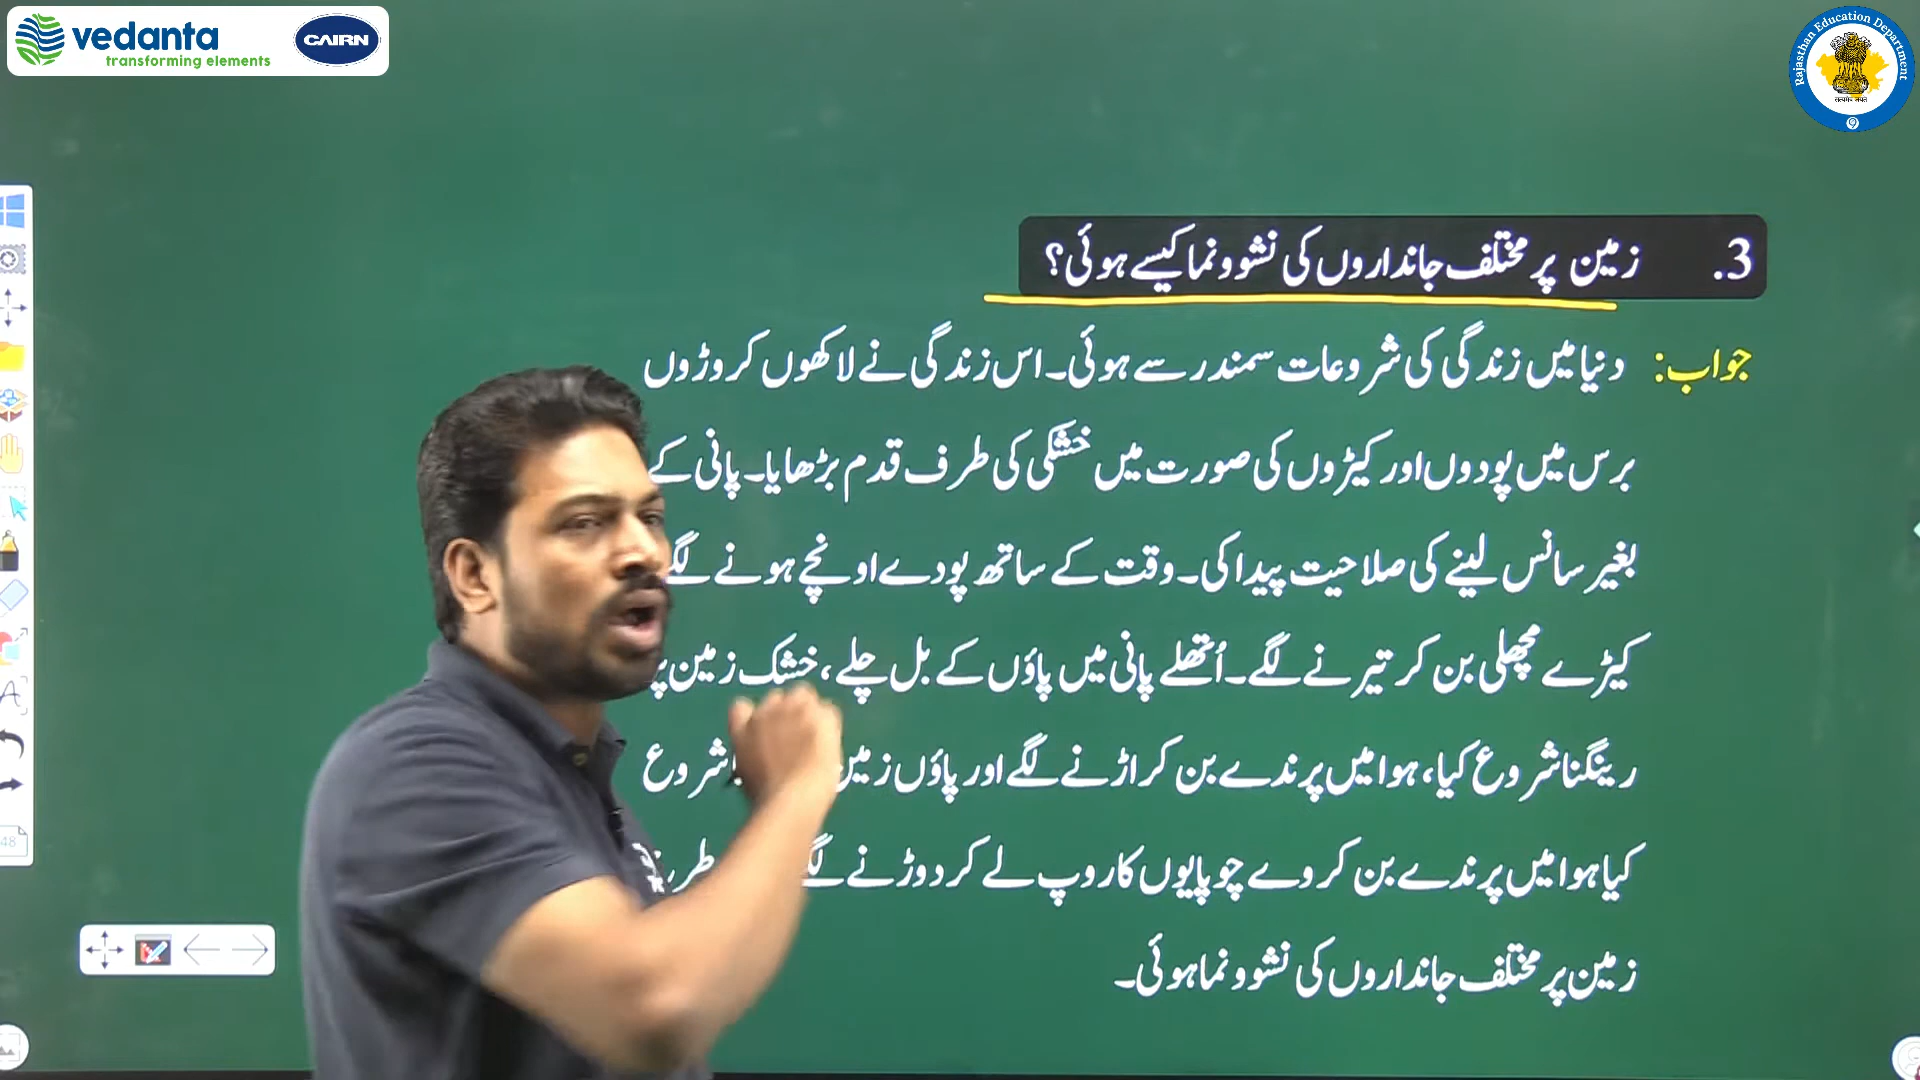 vedanta
transforming elements
CAIRN
Rajasthan Education Department
3. زمین پر مختلف جانداروں کی نشوونما کیسے ہوئی؟
جواب: دنیا میں زندگی کی شروعات سمندر سے ہوئی۔ اس زندگی نے لاکھوں کروڑوں
برس میں پودوں اور کیڑوں کی صورت میں خشکی کی طرف قدم بڑھایا۔ پانی کے
بغیر سانس لینے کی صلاحیت پیدا کی۔ وقت کے ساتھ پودے اونچے ہونے لگے
کیڑے مچھلی بن کر تیرنے لگے۔ اُتھلے پانی میں پاؤں کے بل چلے، خشک زمین پر
رینگنا شروع کیا، ہوا میں پرندے بن کر اڑنے لگے اور پاؤں زمین شروع
کیا ہوا میں پرندے بن کر وے چوپایوں کا روپ لے کر دوڑنے لگے
زمین پر مختلف جانداروں کی نشوونما ہوئی۔
48